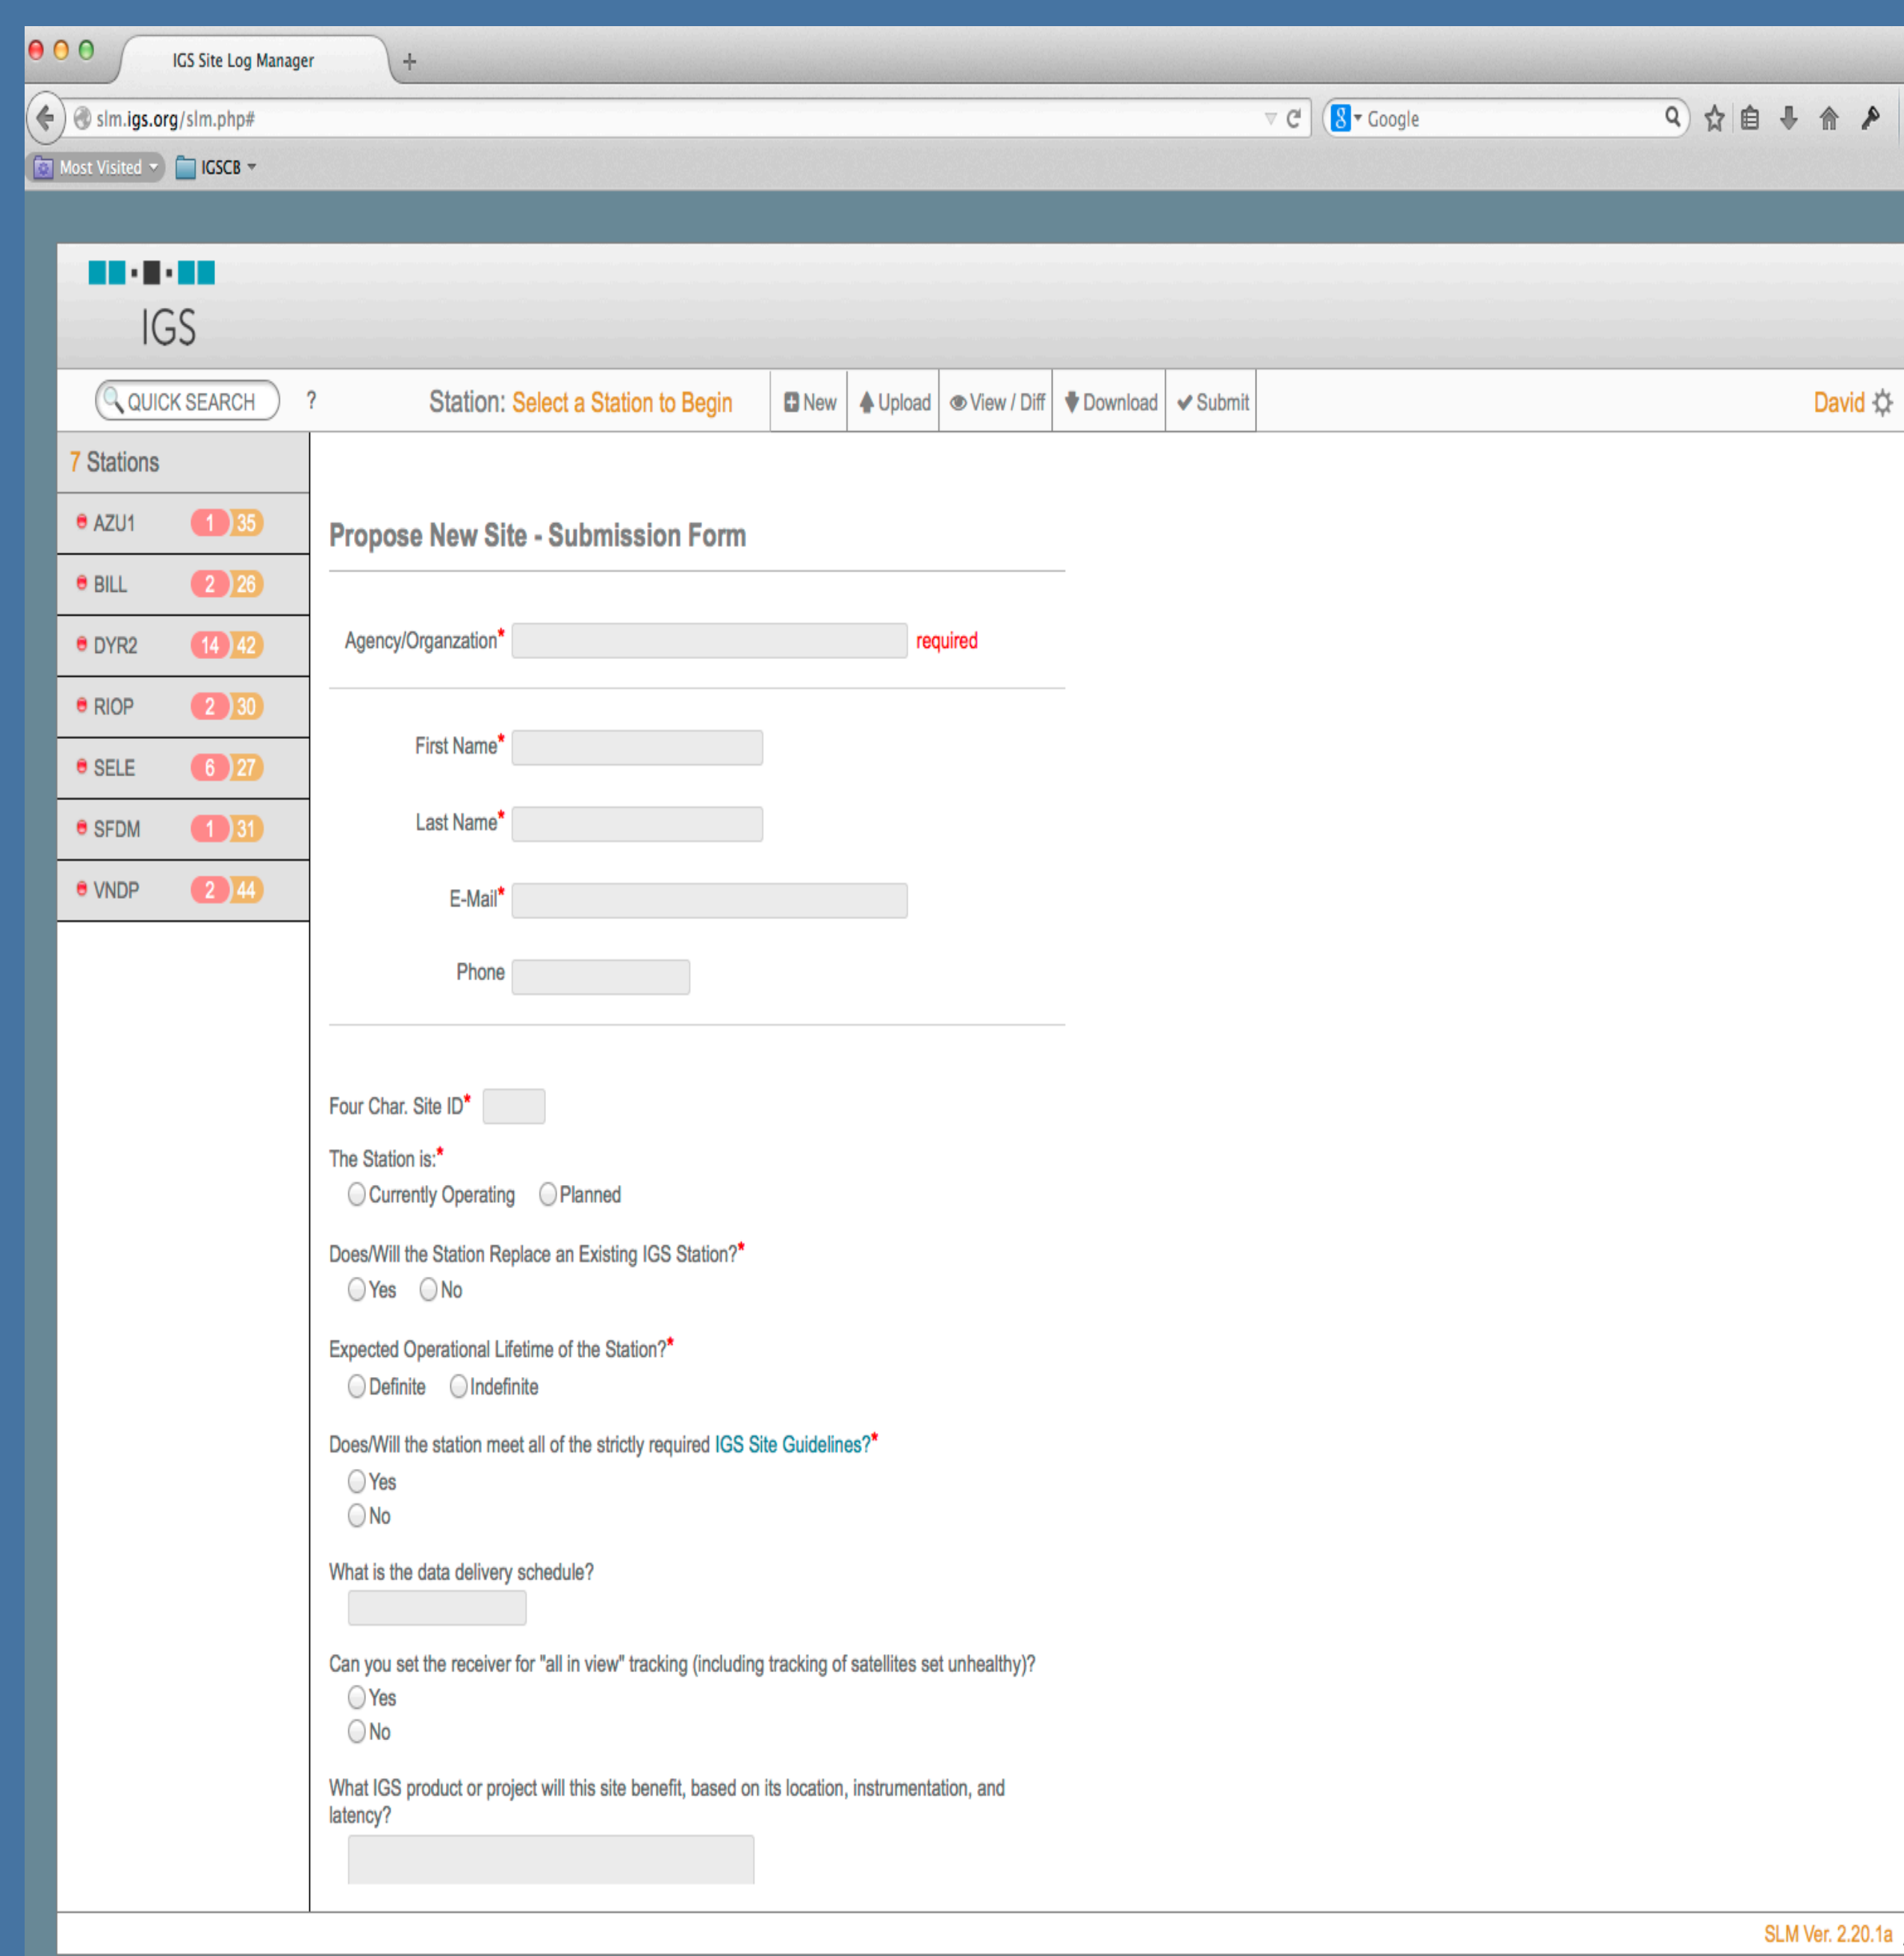 IGS Site Log Manager
slm.igs.org/slm.php#
Google
Most Visited
IGSCB
IGS
QUICK SEARCH ? Station: Select a Station to Begin New Upload View / Diff Download Submit David
7 Stations
AZU1 1 35
BILL 2 26
DYR2 14 42
RIOP 2 30
SELE 6 27
SFDM 1 31
VNDP 2 44
Propose New Site - Submission Form
Agency/Organzation* required
First Name*
Last Name*
E-Mail*
Phone
Four Char. Site ID*
The Station is:*
Currently Operating Planned
Does/Will the Station Replace an Existing IGS Station?*
Yes No
Expected Operational Lifetime of the Station?*
Definite Indefinite
Does/Will the station meet all of the strictly required IGS Site Guidelines?*
Yes
No
What is the data delivery schedule?
Can you set the receiver for "all in view" tracking (including tracking of satellites set unhealthy)?
Yes
No
What IGS product or project will this site benefit, based on its location, instrumentation, and
latency?
SLM Ver. 2.20.1a